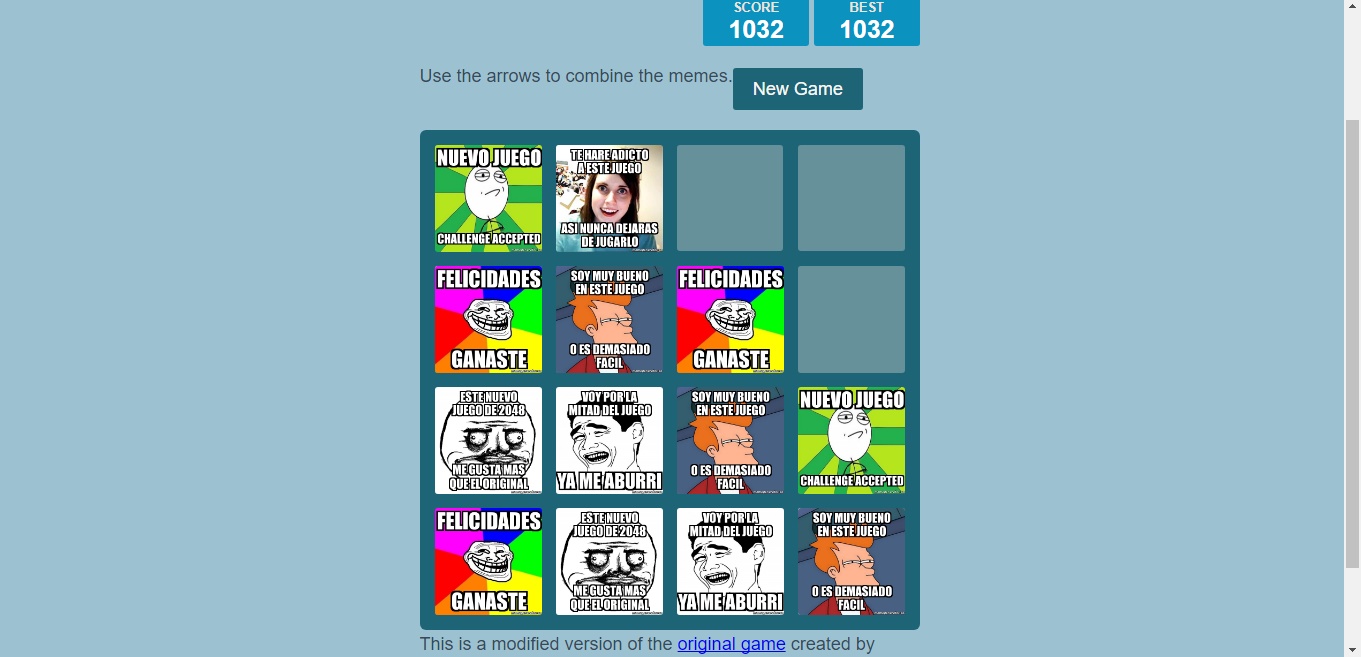 SCORE
1032
BEST
1032
Use the arrows to combine the memes.
New Game
NUEVO JUEGO
CHALLENGE ACCEPTED
TE HARE ADICTO
A ESTE JUEGO
ASI NUNCA DEJARAS
DE JUGARLO
FELICIDADES
GANASTE
SOY MUY BUENO
EN ESTE JUEGO
O ES DEMASIADO
FACIL
FELICIDADES
GANASTE
ESTE NUEVO
JUEGO DE 2048
ME GUSTA MAS
QUE EL ORIGINAL
VOY POR LA
MITAD DEL JUEGO
YA ME ABURRI
SOY MUY BUENO
EN ESTE JUEGO
O ES DEMASIADO
FACIL
NUEVO JUEGO
CHALLENGE ACCEPTED
FELICIDADES
GANASTE
ESTE NUEVO
JUEGO DE 2048
ME GUSTA MAS
QUE EL ORIGINAL
VOY POR LA
MITAD DEL JUEGO
YA ME ABURRI
SOY MUY BUENO
EN ESTE JUEGO
O ES DEMASIADO
FACIL
This is a modified version of the original game created by